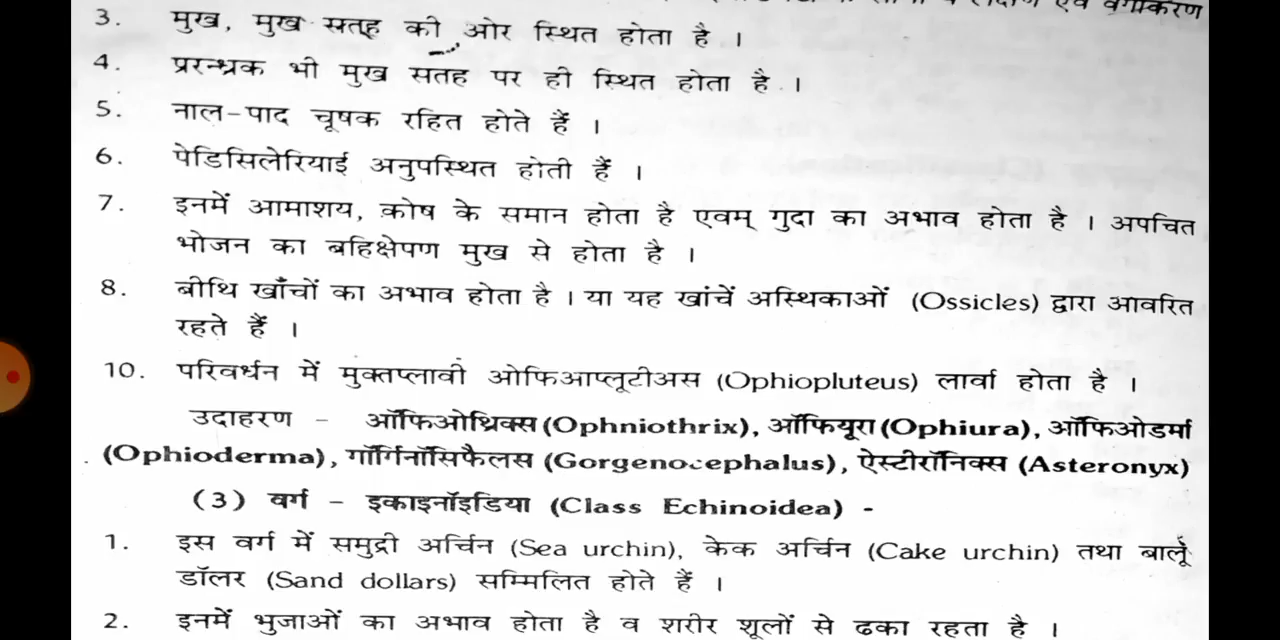 एवं वर्गीकरण
3. मुख, मुख सतह की ओर स्थित होता है ।
4. प्ररन्ध्रक भी मुख सतह पर ही स्थित होता है ।
5. नाल-पाद चूषक रहित होते हैं ।
6. पेडिसिलेरियाई अनुपस्थित होती हैं ।
7. इनमें आमाशय, कोष के समान होता है एवम् गुदा का अभाव होता है । अपचित
भोजन का बहिक्षेपण मुख से होता है ।
8. बीथि खाँचों का अभाव होता है । या यह खांचें अस्थिकाओं (Ossicles) द्वारा आवरित
रहते हैं ।
10. परिवर्धन में मुक्तप्लावी ओफिआप्लूटीअस (Ophiopluteus) लार्वा होता है ।
उदाहरण - ऑफिओथ्रिक्स (Ophniothrix), ऑफियूरा (Ophiura), ऑफिओडर्मा
(Ophioderma), गॉर्गिनॉसिफैलस (Gorgenocephalus), ऐस्टीरॉनिक्स (Asteronyx)
(3) वर्ग - इकाइनॉइडिया (Class Echinoidea) -
1. इस वर्ग में समुद्री अर्चिन (Sea urchin), केक अर्चिन (Cake urchin) तथा बालू
डॉलर (Sand dollars) सम्मिलित होते हैं ।
2. इनमें भुजाओं का अभाव होता है व शरीर शूलों से ढका रहता है ।